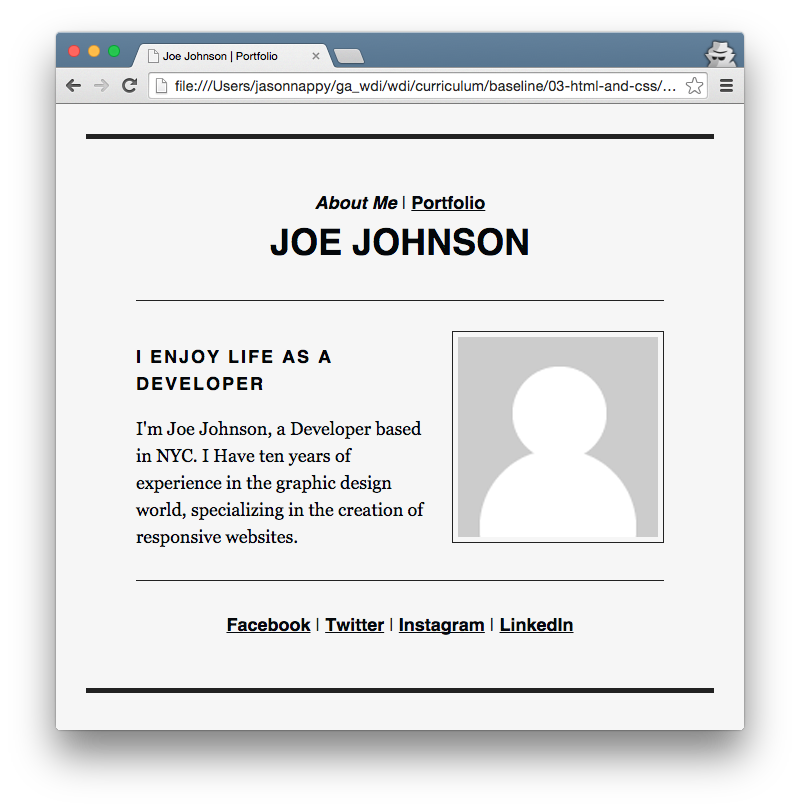 Joe Johnson | Portfolio
file:///Users/jasonnappy/ga_wdi/wdi/curriculum/baseline/03-html-and-css/...
About Me | Portfolio
JOE JOHNSON
I ENJOY LIFE AS A
DEVELOPER
I'm Joe Johnson, a Developer based
in NYC. I Have ten years of
experience in the graphic design
world, specializing in the creation of
responsive websites.
Facebook | Twitter | Instagram | LinkedIn